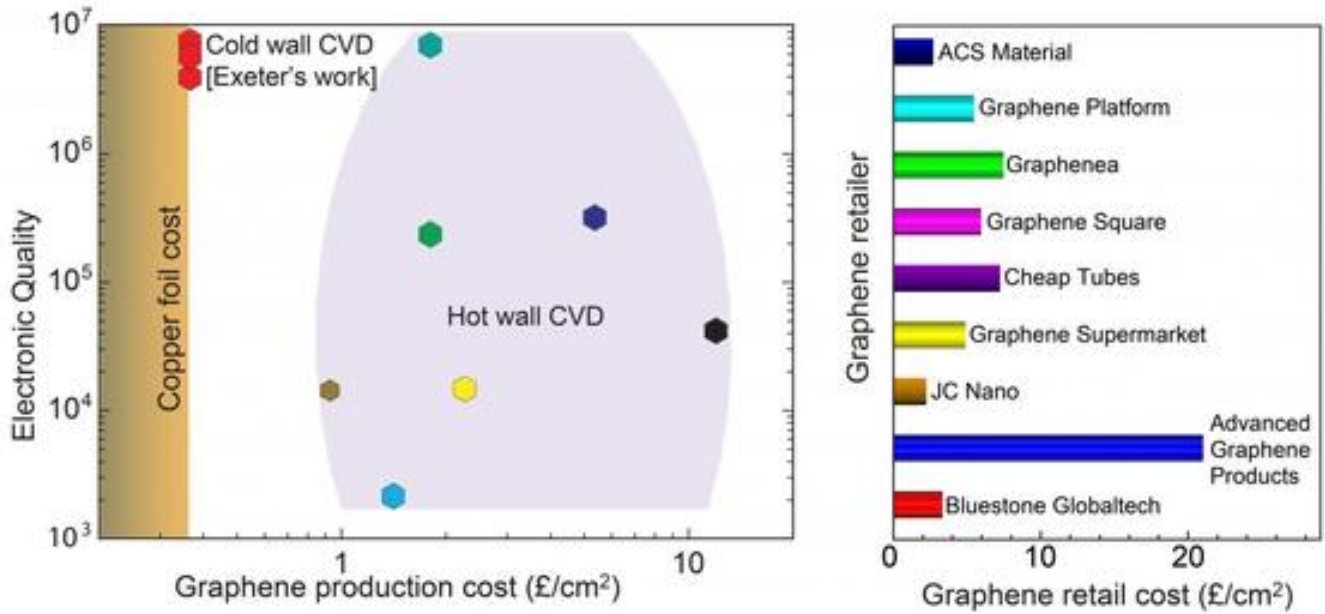 10⁷
10⁶
10⁵
10⁴
10³
Electronic Quality
Copper foil cost
Cold wall CVD
[Exeter's work]
Hot wall CVD
1
10
Graphene production cost (£/cm²)
Graphene retailer
ACS Material
Graphene Platform
Graphenea
Graphene Square
Cheap Tubes
Graphene Supermarket
JC Nano
Advanced
Graphene
Products
Bluestone Globaltech
0
10
20
Graphene retail cost (£/cm²)